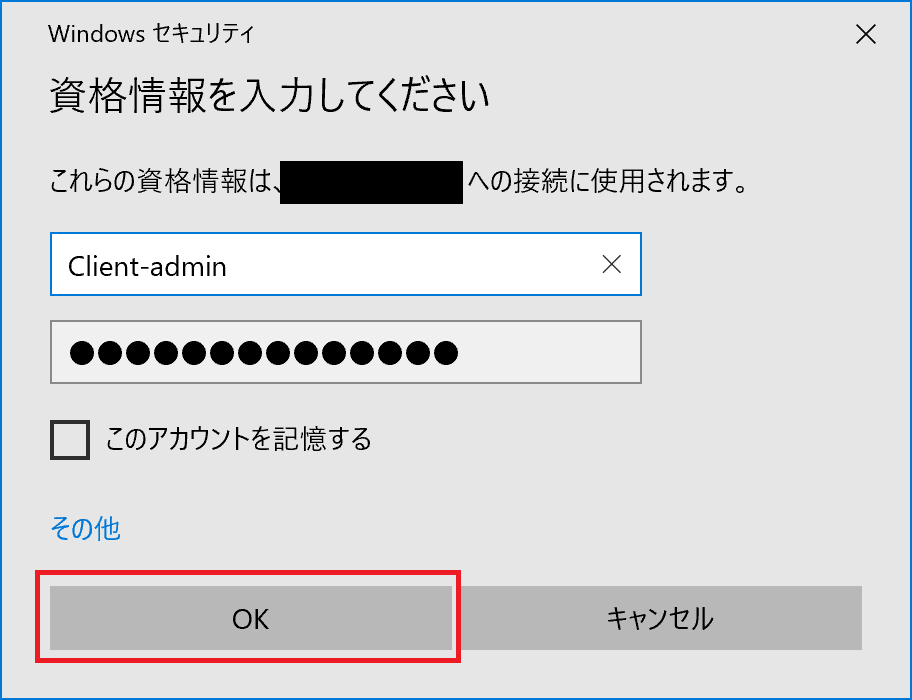 Windows セキュリティ
資格情報を入力してください
これらの資格情報は、への接続に使用されます。
Client-admin
●●●●●●●●●●●●●●
このアカウントを記憶する
その他
OK
キャンセル